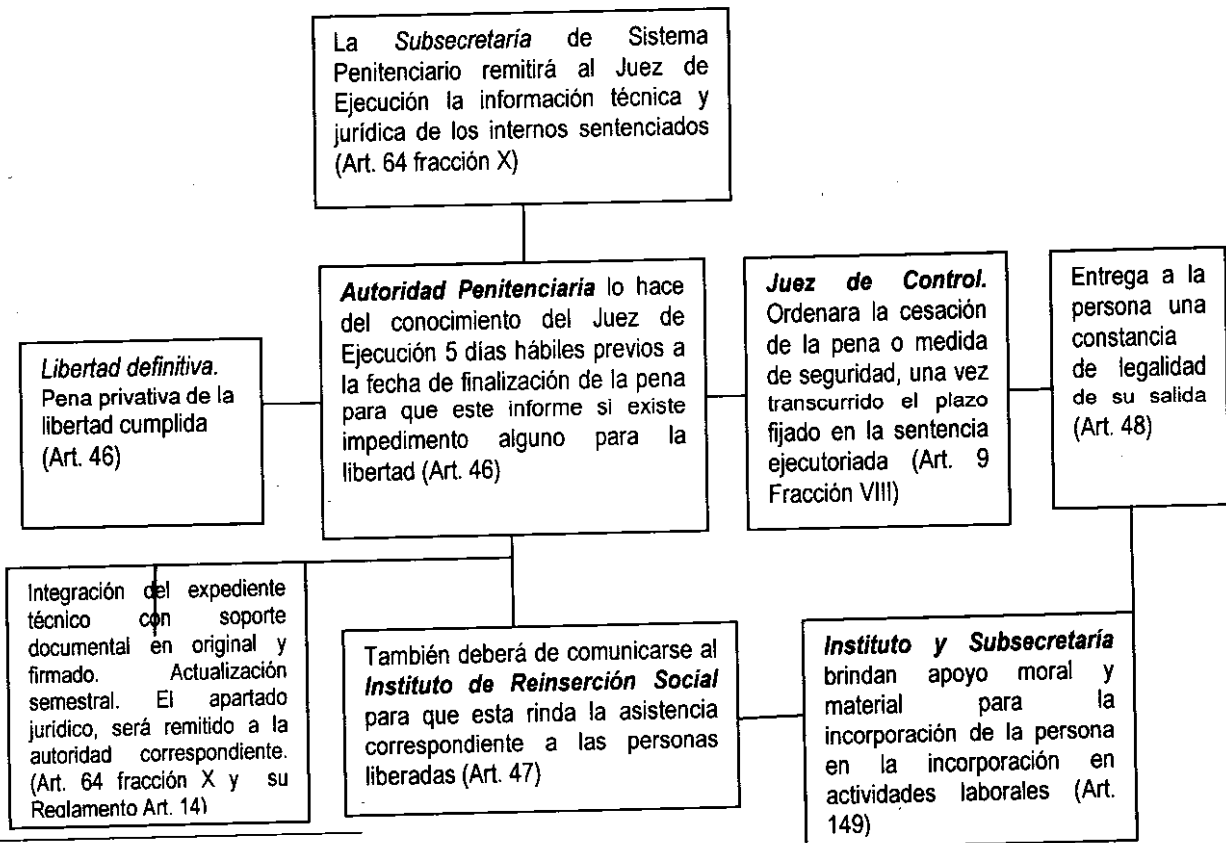 La Subsecretaría de Sistema
Penitenciario remitirá al Juez de
Ejecución la información técnica y
jurídica de los internos sentenciados
(Art. 64 fracción X)
Libertad definitiva.
Pena privativa de la
libertad cumplida
(Art. 46)
Autoridad Penitenciaria lo hace
del conocimiento del Juez de
Ejecución 5 días hábiles previos a
la fecha de finalización de la pena
para que este informe si existe
impedimento alguno para la
libertad (Art. 46)
Juez de Control.
Ordenara la cesación
de la pena o medida
de seguridad, una vez
transcurrido el plazo
fijado en la sentencia
ejecutoriada (Art. 9
Fracción VIII)
Entrega a la
persona una
constancia
de legalidad
de su salida
(Art. 48)
Integración del expediente
técnico con soporte
documental en original y
firmado. Actualización
semestral. El apartado
jurídico, será remitido a la
autoridad correspondiente.
(Art. 64 fracción X y su
Reglamento Art. 14)
También deberá de comunicarse al
Instituto de Reinserción Social
para que esta rinda la asistencia
correspondiente a las personas
liberadas (Art. 47)
Instituto y Subsecretaría
brindan apoyo moral y
material para la
incorporación de la persona
en la incorporación en
actividades laborales (Art.
149)